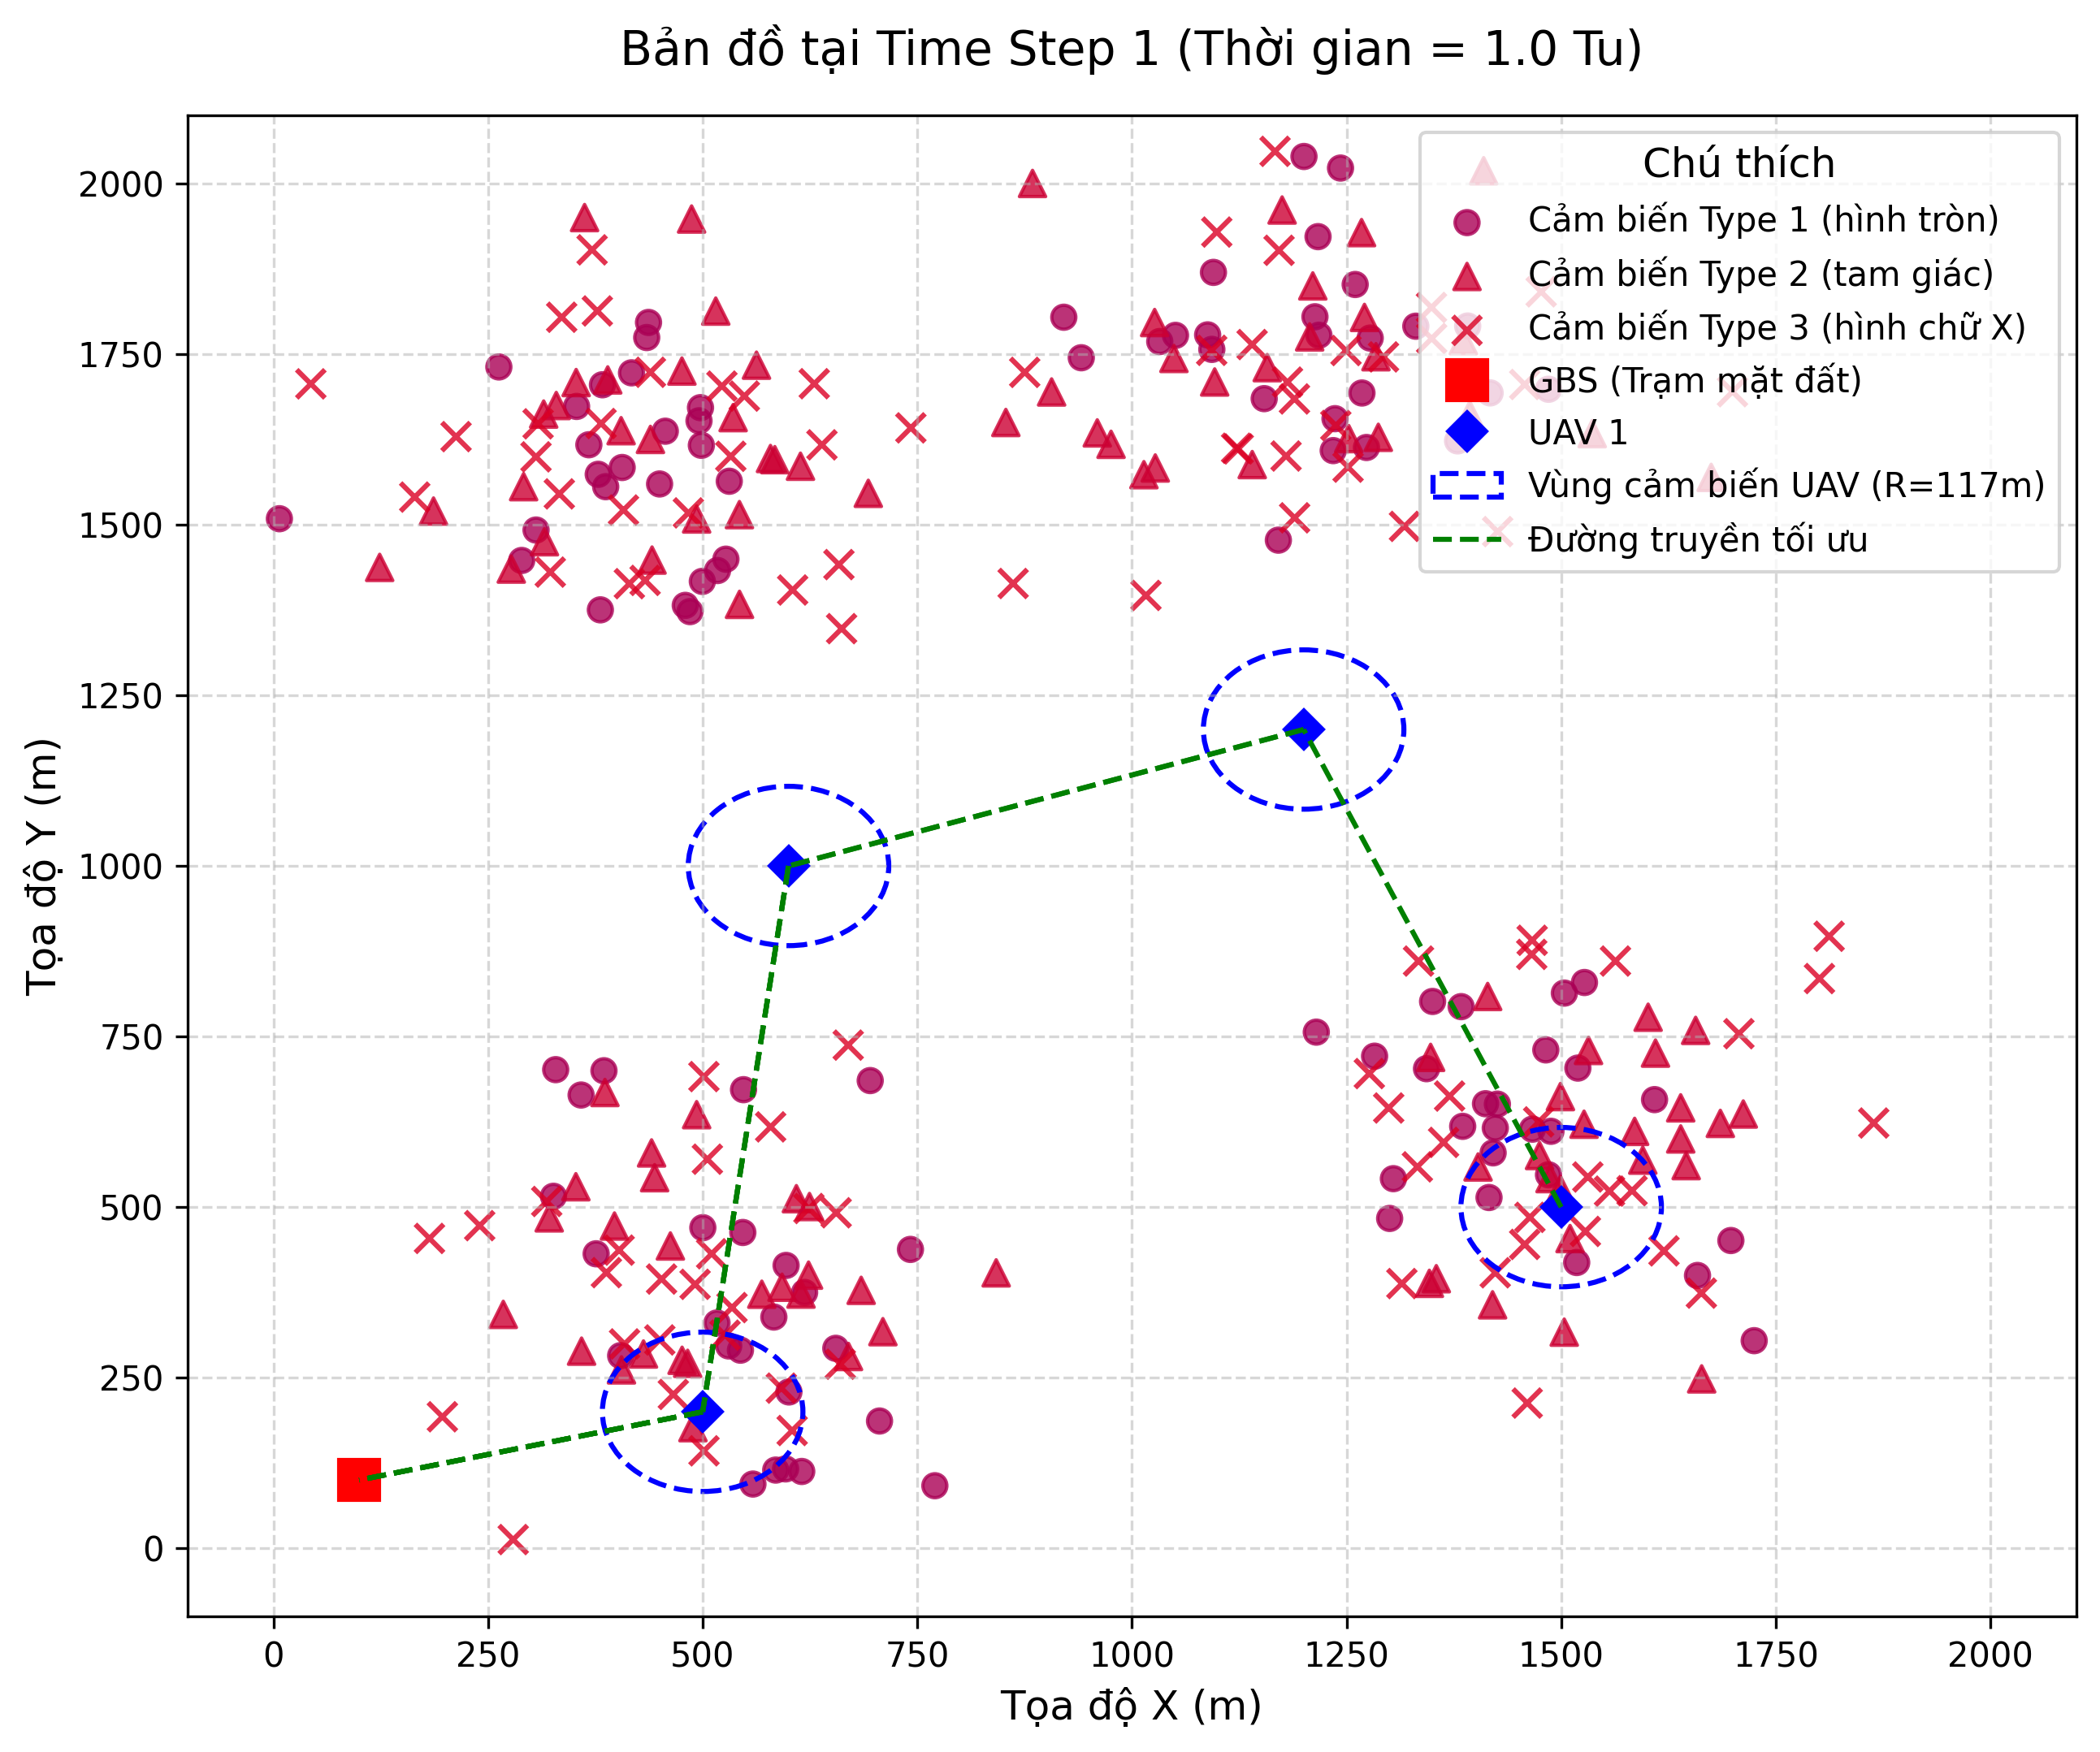 Bản đồ tại Time Step 1 (Thời gian = 1.0 Tu)
Chú thích
Cảm biến Type 1 (hình tròn)
Cảm biến Type 2 (tam giác)
Cảm biến Type 3 (hình chữ X)
GBS (Trạm mặt đất)
UAV 1
Vùng cảm biến UAV (R=117m)
Đường truyền tối ưu
Tọa độ Y (m)
2000
1750
1500
1250
1000
750
500
250
0
0 250 500 750 1000 1250 1500 1750 2000
Tọa độ X (m)